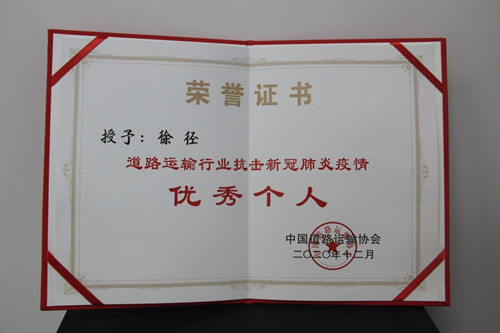 荣誉证书
授予：徐径
道路运输行业抗击新冠肺炎疫情
优秀个人
中国道路运输协会
二〇二〇年十二月